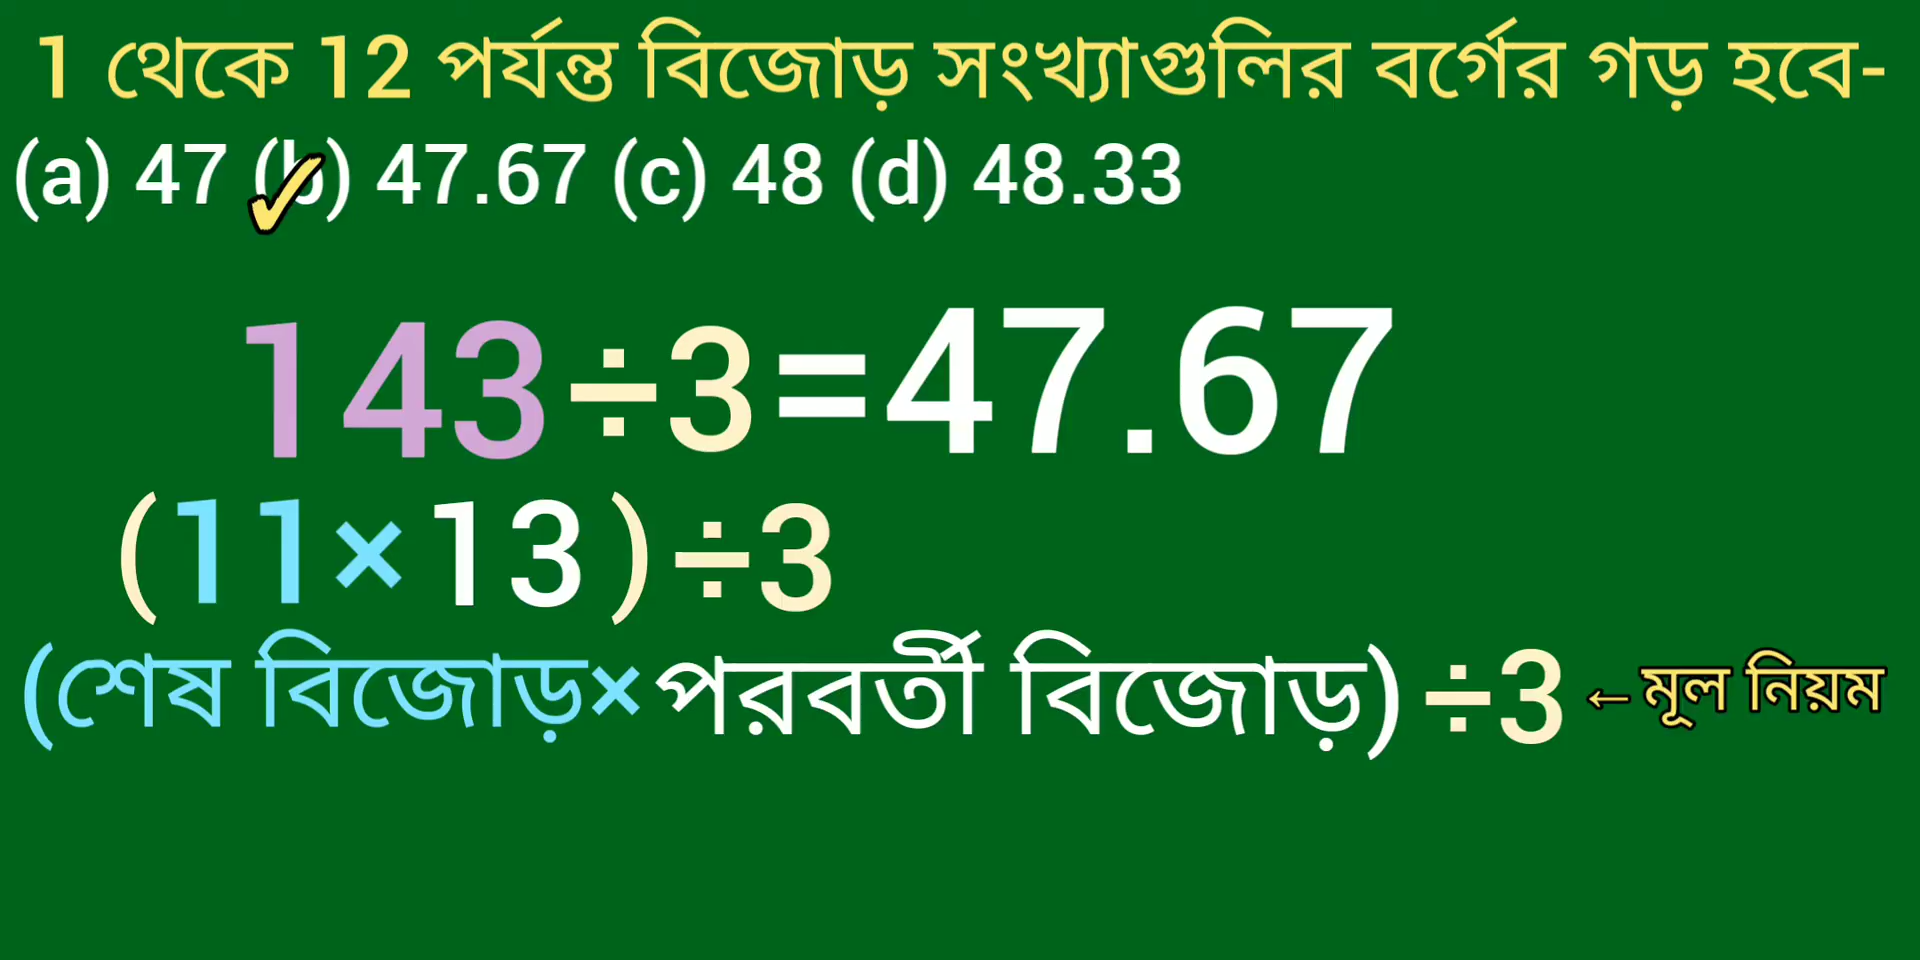 1 থেকে 12 পর্যন্ত বিজোড় সংখ্যাগুলির বর্গের গড় হবে-
(a) 47 (b) 47.67 (c) 48 (d) 48.33
143÷3=47.67
(11×13)÷3
(শেষ বিজোড়×পরবর্তী বিজোড়)÷3 ←মূল নিয়ম